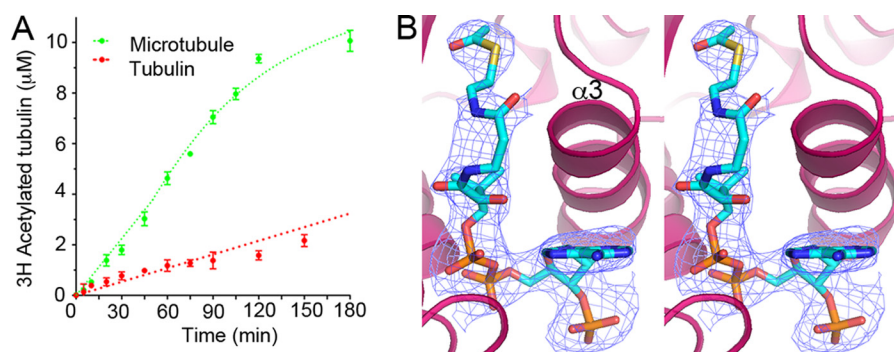 A
B
10
8
6
4
2
0
3H Acetylated tubulin (μM)
Microtubule
Tubulin
0 30 60 90 120 150 180
Time (min)
α3